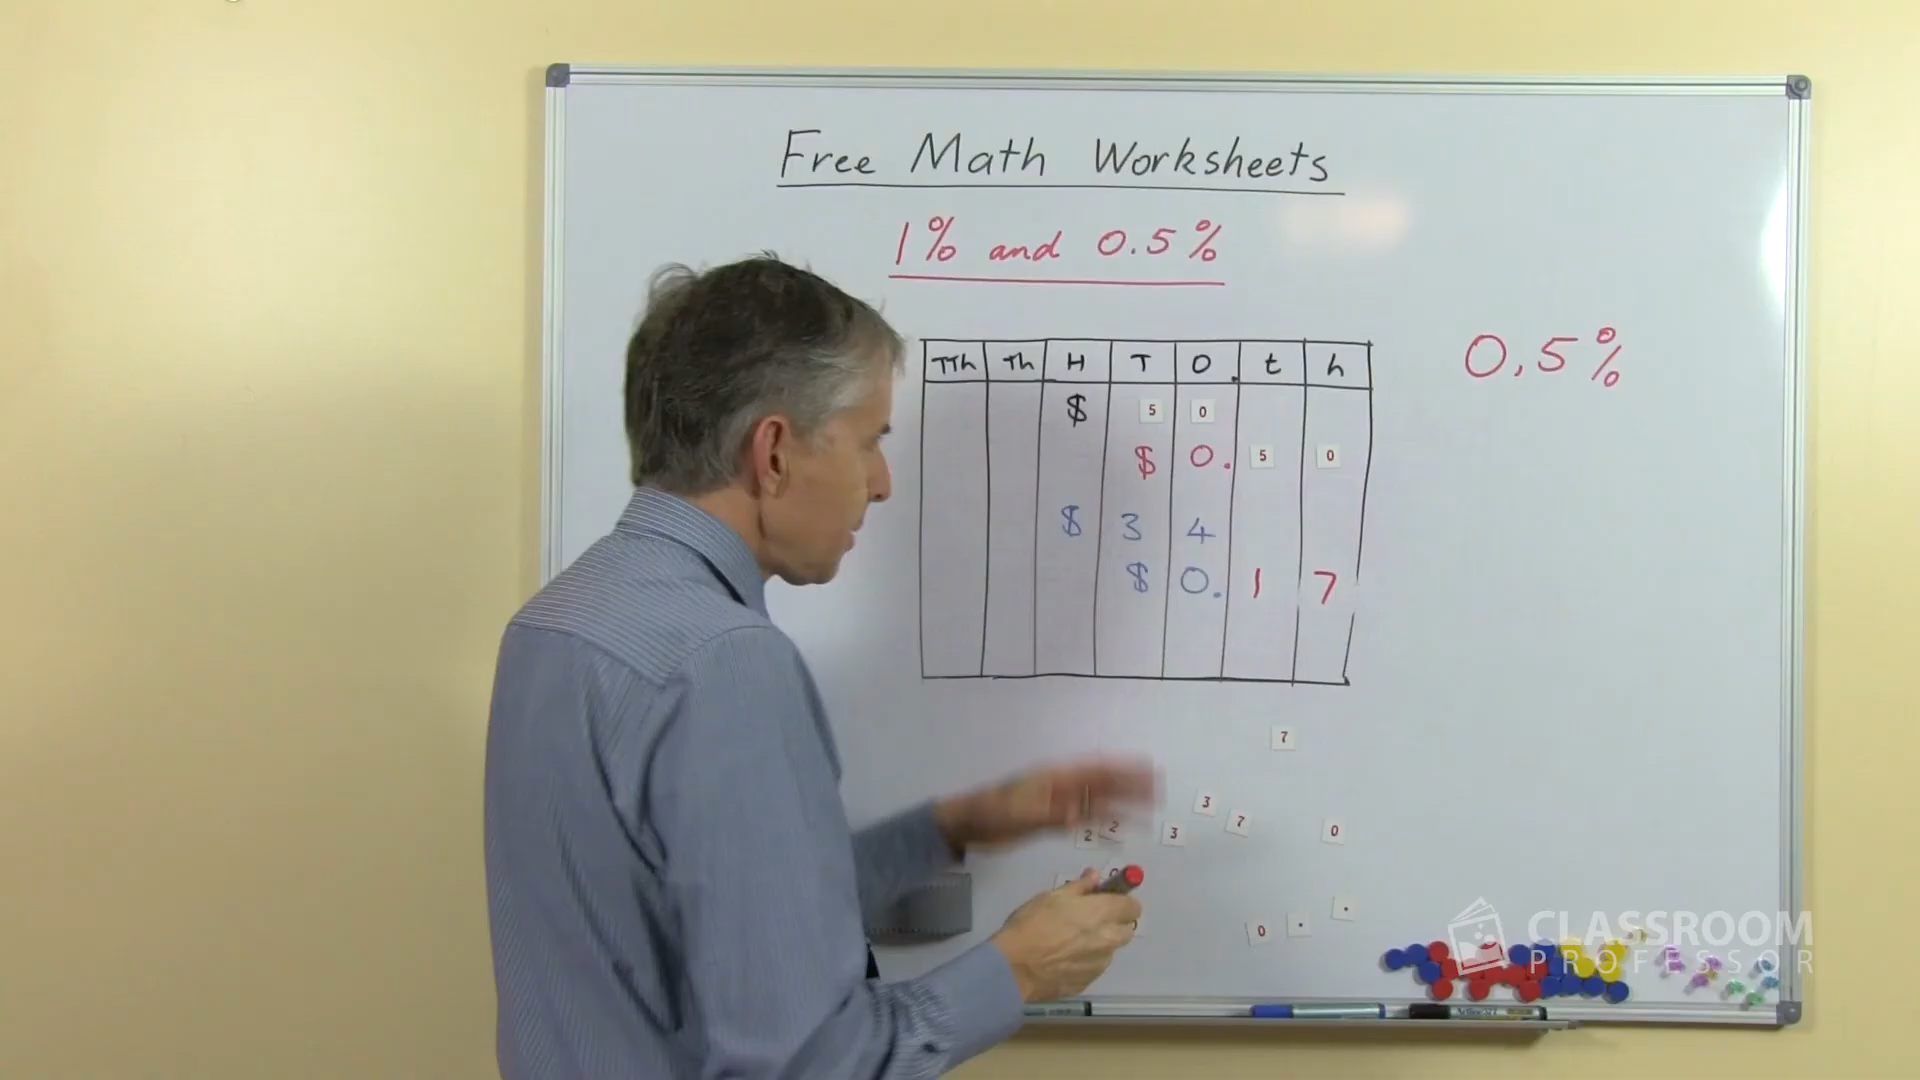 Free Math Worksheets
1% and 0.5%
0.5%
TTh Th H T O . t h
$ 5 0
$ 0. 5 0
$ 3 4
$ 0. 1 7
7
3
2 2 3 7 0
0 . .
CLASSROOM
PROFESSOR